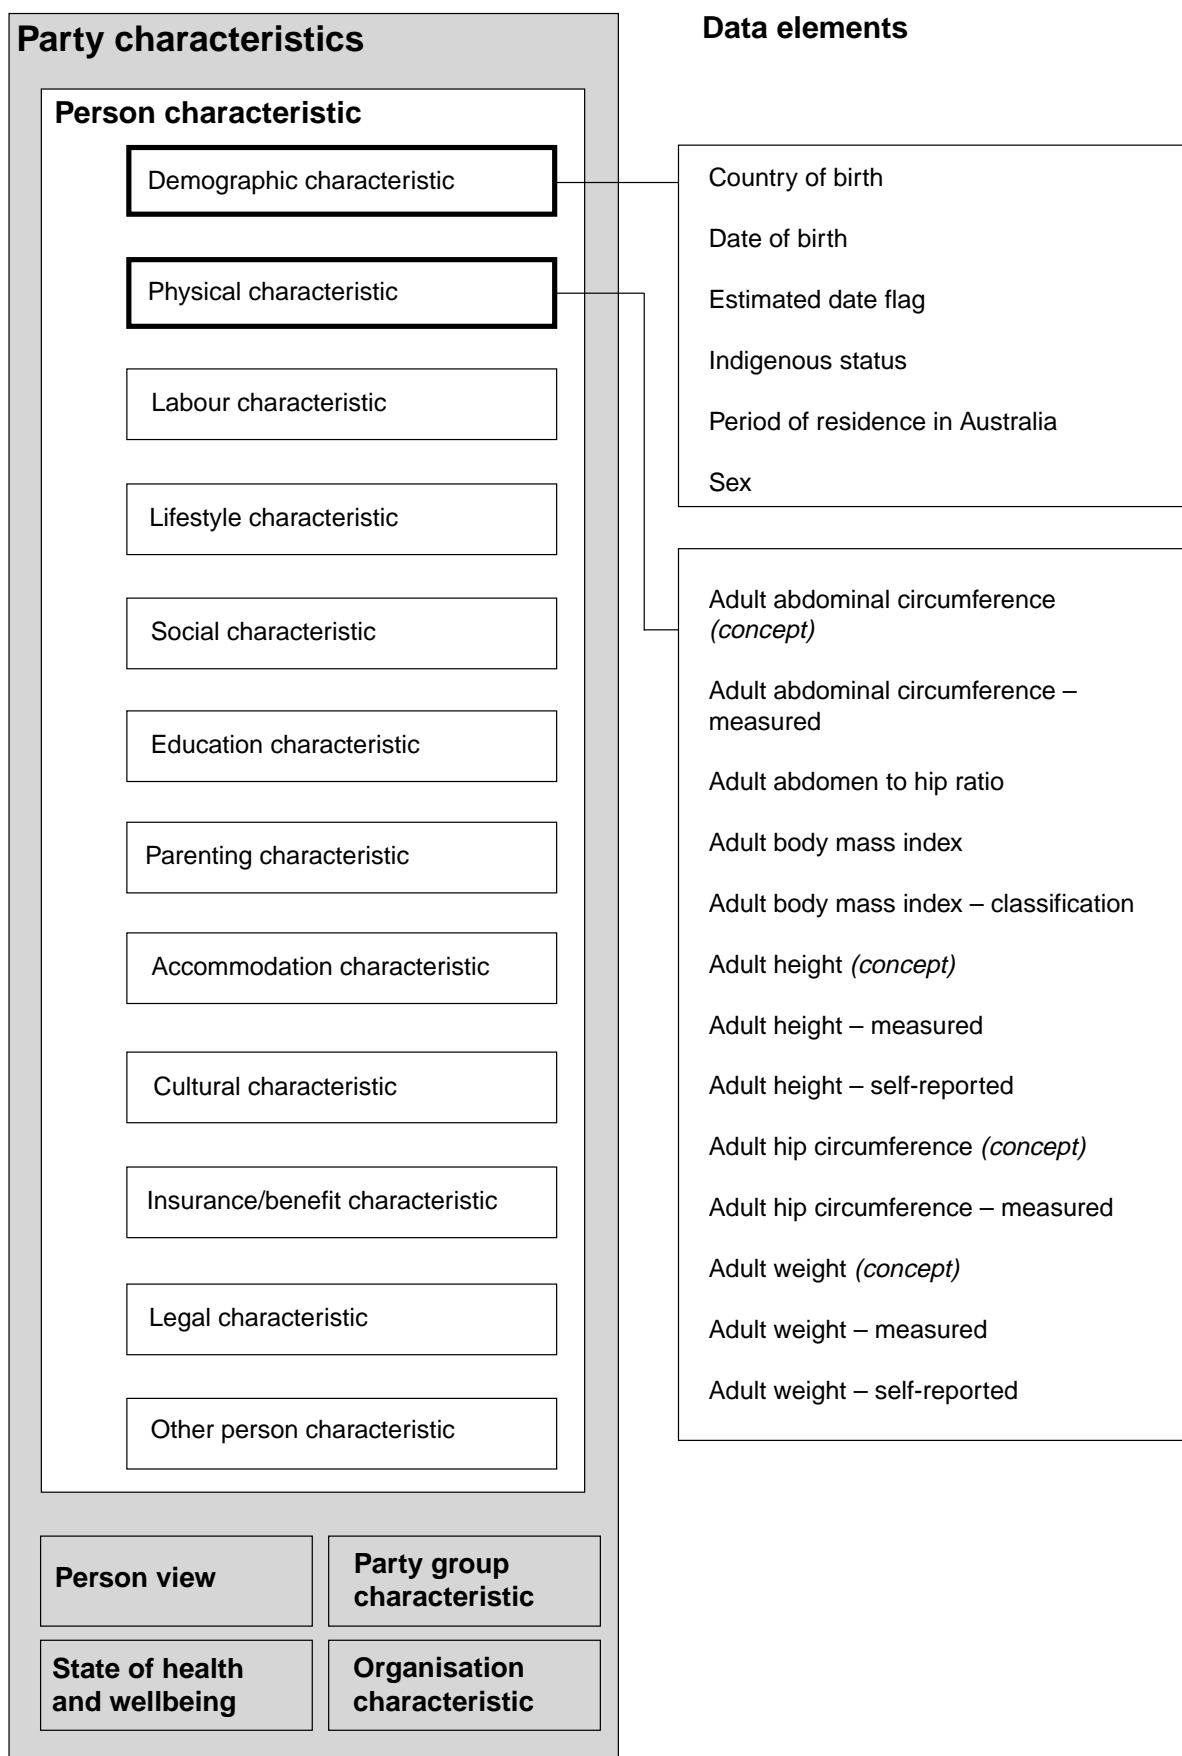 Party characteristics
Person characteristic
Demographic characteristic
Physical characteristic
Labour characteristic
Lifestyle characteristic
Social characteristic
Education characteristic
Parenting characteristic
Accommodation characteristic
Cultural characteristic
Insurance/benefit characteristic
Legal characteristic
Other person characteristic
Person view
Party group
characteristic
State of health
and wellbeing
Organisation
characteristic
Data elements
Country of birth
Date of birth
Estimated date flag
Indigenous status
Period of residence in Australia
Sex
Adult abdominal circumference
(concept)
Adult abdominal circumference –
measured
Adult abdomen to hip ratio
Adult body mass index
Adult body mass index – classification
Adult height (concept)
Adult height – measured
Adult height – self-reported
Adult hip circumference (concept)
Adult hip circumference – measured
Adult weight (concept)
Adult weight – measured
Adult weight – self-reported